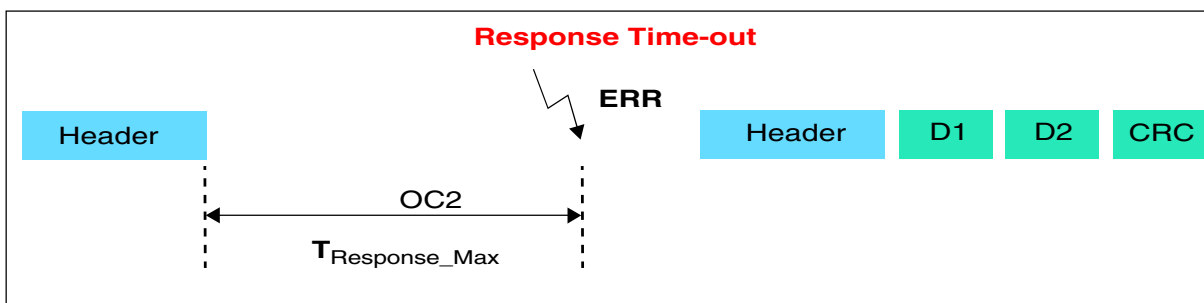 Response Time-out
ERR
Header
Header D1 D2 CRC
OC2
TResponse_Max